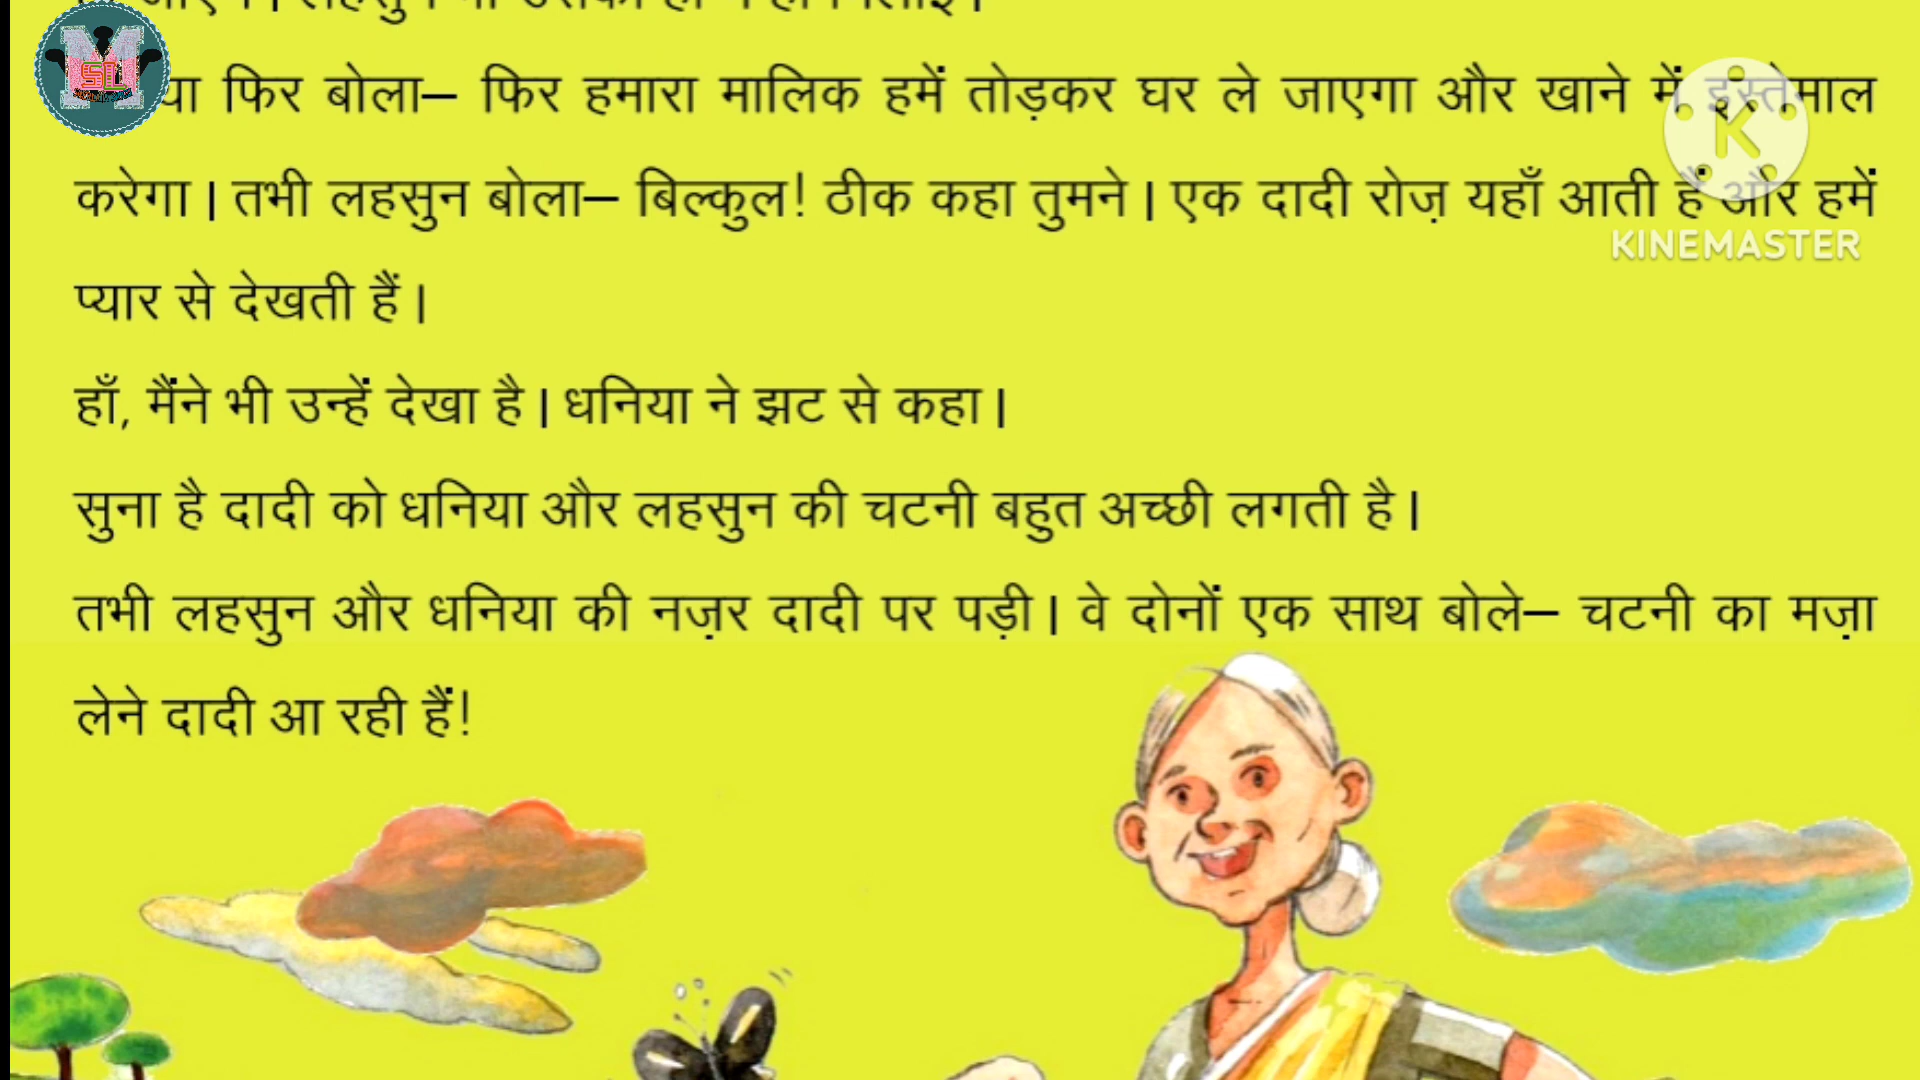 या फिर बोला– फिर हमारा मालिक हमें तोड़कर घर ले जाएगा और खाने में इस्तेमाल
करेगा। तभी लहसुन बोला– बिल्कुल! ठीक कहा तुमने। एक दादी रोज़ यहाँ आती हैं और हमें
प्यार से देखती हैं।
हाँ, मैंने भी उन्हें देखा है। धनिया ने झट से कहा।
सुना है दादी को धनिया और लहसुन की चटनी बहुत अच्छी लगती है।
तभी लहसुन और धनिया की नज़र दादी पर पड़ी। वे दोनों एक साथ बोले– चटनी का मज़ा
लेने दादी आ रही हैं!
M
SL
K
KINEMASTER